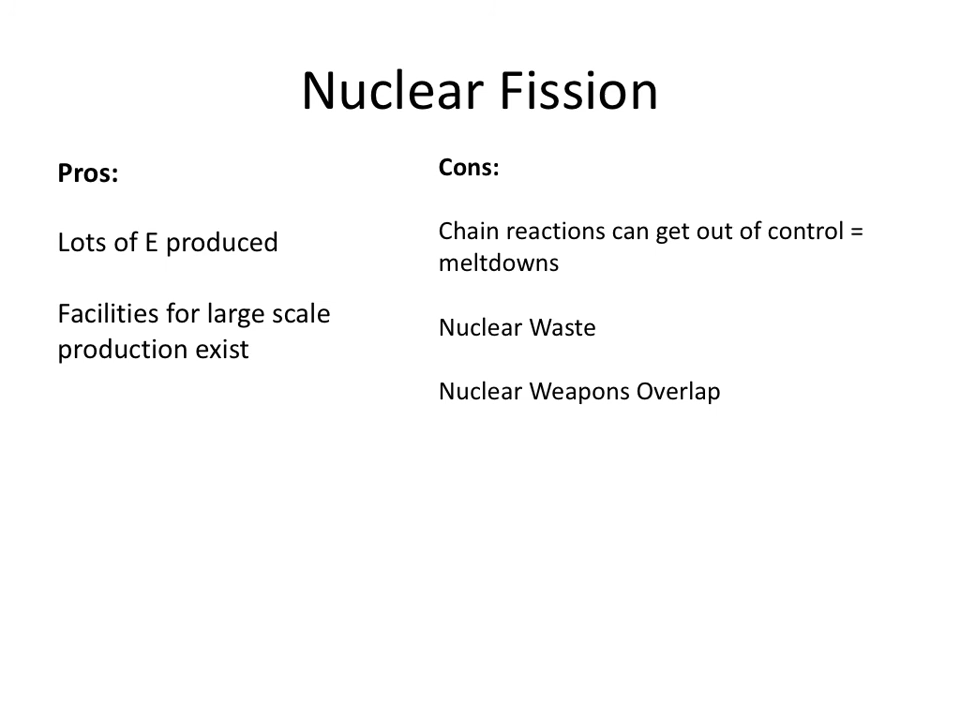 Nuclear Fission
Pros:
Lots of E produced
Facilities for large scale
production exist
Cons:
Chain reactions can get out of control =
meltdowns
Nuclear Waste
Nuclear Weapons Overlap